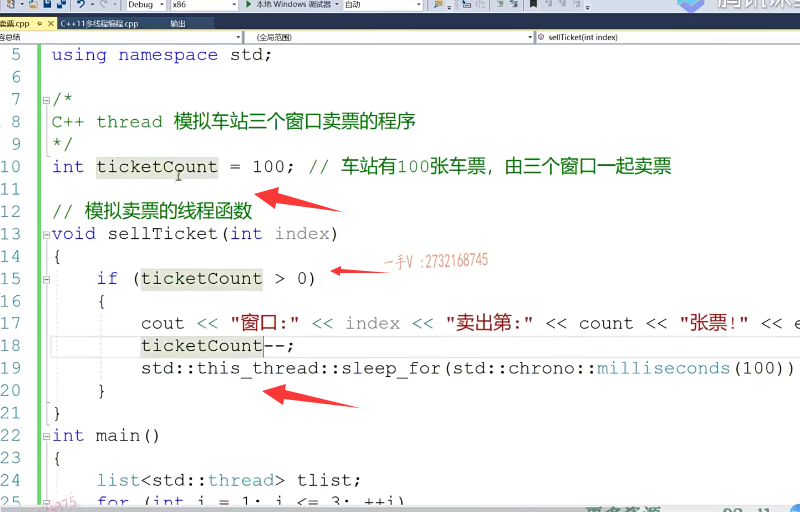 Debug x86 本地 Windows 调试器 自动
卖票.cpp C++11多线程编程.cpp 输出
(全局范围) sellTicket(int index)
5 using namespace std;
6
7 /*
8 C++ thread 模拟车站三个窗口卖票的程序
9 */
10 int ticketCount = 100; // 车站有100张车票，由三个窗口一起卖票
11
12 // 模拟卖票的线程函数
13 void sellTicket(int index)
14 {
一手V :2732168745
15 if (ticketCount > 0)
16 {
17 cout << "窗口:" << index << "卖出第:" << count << "张票!" << e
18 ticketCount--;
19 std::this_thread::sleep_for(std::chrono::milliseconds(100))
20 }
21 }
22 int main()
23 {
24 list<std::thread> tlist;
25 for (int i = 1; i <= 3; ++i)